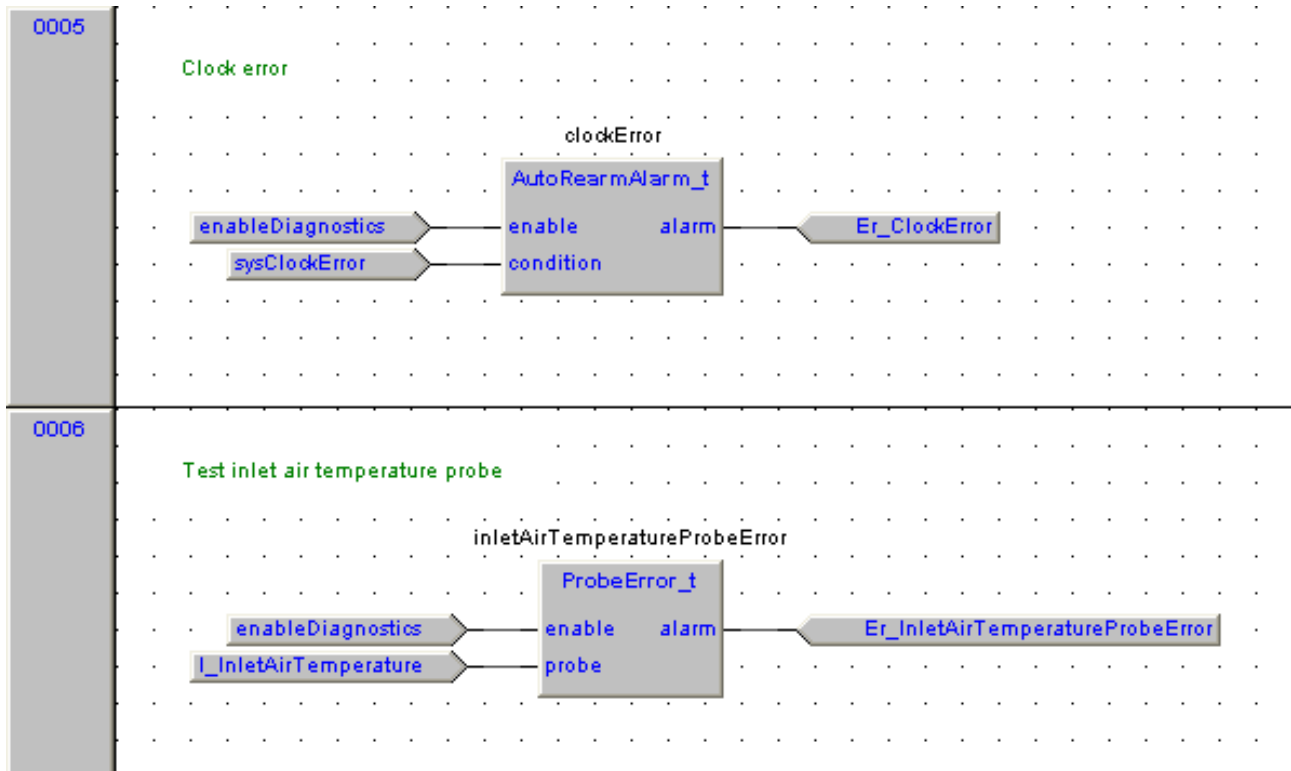 0005
Clock error
clockError
AutoRearmAlarm_t
enableDiagnostics
enable
alarm
Er_ClockError
sysClockError
condition
0006
Test inlet air temperature probe
inletAirTemperatureProbeError
ProbeError_t
enableDiagnostics
enable
alarm
Er_InletAirTemperatureProbeError
I_InletAirTemperature
probe